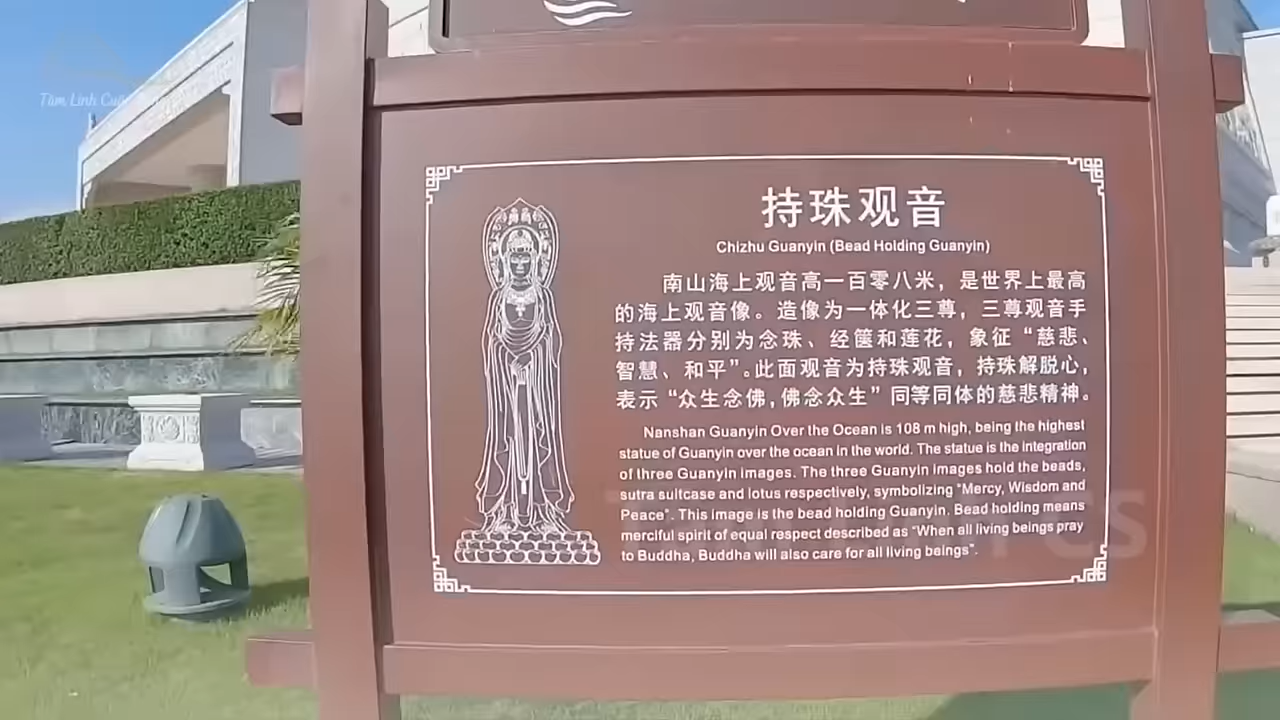 Tâm Linh
持珠观音
Chizhu Guanyin (Bead Holding Guanyin)
南山海上观音高一百零八米，是世界上最高
的海上观音像。造像为一体化三尊，三尊观音手
持法器分别为念珠、经箧和莲花，象征“慈悲、
智慧、和平”。此面观音为持珠观音，持珠解脱心，
表示“众生念佛，佛念众生”同等同体的慈悲精神。
Nanshan Guanyin Over the Ocean is 108 m high, being the highest
statue of Guanyin over the ocean in the world. The statue is the integration
of three Guanyin images. The three Guanyin images hold the beads,
sutra suitcase and lotus respectively, symbolizing "Mercy, Wisdom and
Peace". This image is the bead holding Guanyin. Bead holding means
merciful spirit of equal respect described as "When all living beings pray
to Buddha, Buddha will also care for all living beings".